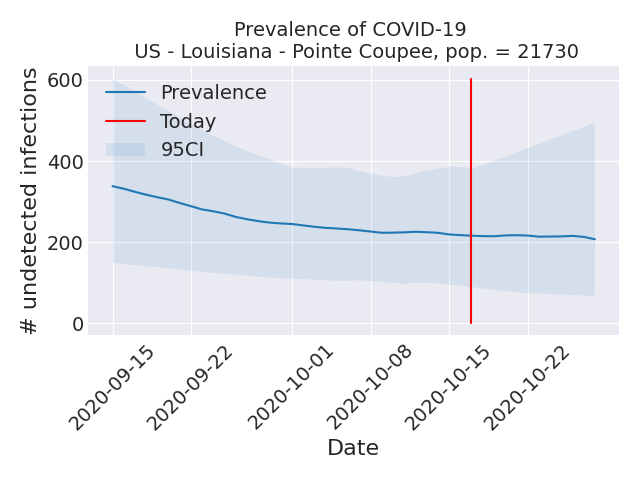 Prevalence of COVID-19
US - Louisiana - Pointe Coupee, pop. = 21730
# undetected infections
600
400
200
0
Prevalence
Today
95CI
2020-09-15
2020-09-22
2020-10-01
2020-10-08
2020-10-15
2020-10-22
Date